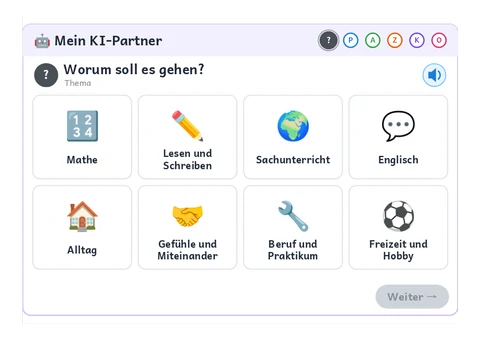 Mein KI-Partner
? P A Z K O
? Worum soll es gehen?
Thema
1 2
3 4
Mathe
Lesen und
Schreiben
Sachunterricht
Englisch
Alltag
Gefühle und
Miteinander
Beruf und
Praktikum
Freizeit und
Hobby
Weiter →